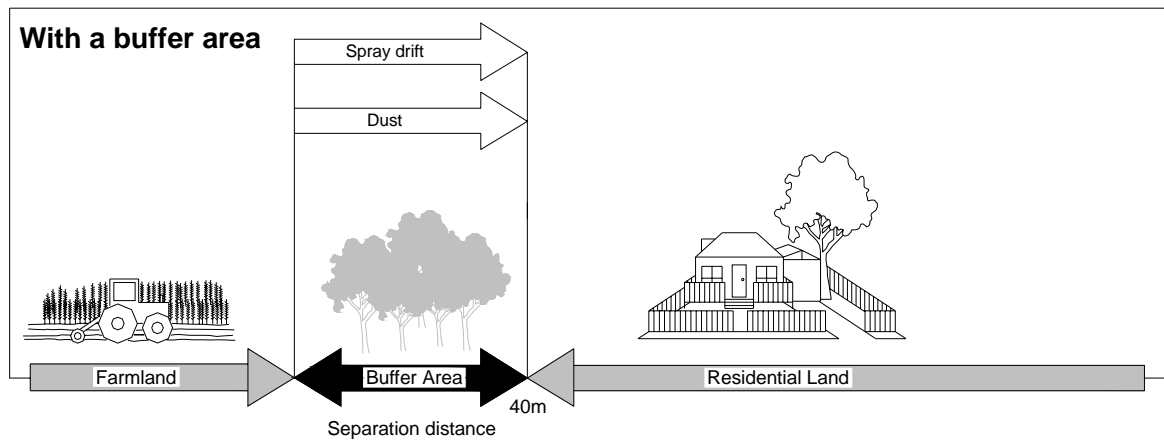 With a buffer area
Spray drift
Dust
Farmland
Buffer Area
Residential Land
40m
Separation distance